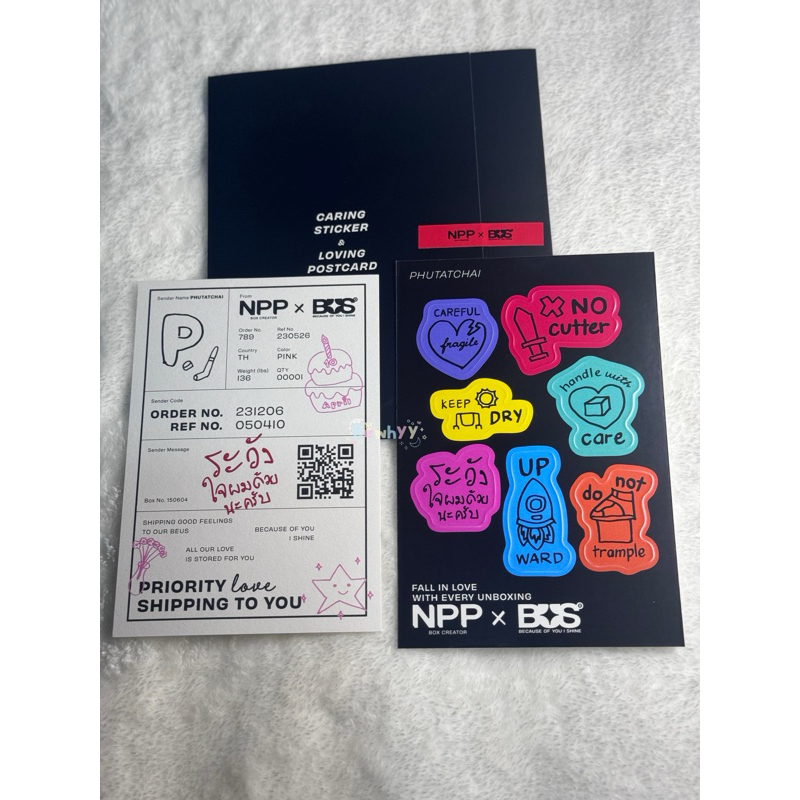 CARING
STICKER
&
LOVING
POSTCARD
NPP × BUS
Sender Name PHUTATCHAI
From
NPP × BUS
BOX CREATOR
BECAUSE OF YOU I SHINE
P.
Order No.
Ref No.
789
230526
Country
Color
TH
PINK
Weight (lbs)
QTY
136
00001
April
Sender Code
ORDER NO. 231206
REF NO. 050410
Sender Message
ระวัง
ใจผมด้วย
นะครับ
Box No. 150604
SHIPPING GOOD FEELINGS
TO OUR BEUS
BECAUSE OF YOU
I SHINE
ALL OUR LOVE
IS STORED FOR YOU
PRIORITY love
SHIPPING TO YOU
PHUTATCHAI
CAREFUL
fragile
NO
cutter
KEEP
DRY
handle with
care
ระวัง
ใจผมด้วย
นะครับ
UP
WARD
do not
trample
FALL IN LOVE
WITH EVERY UNBOXING
NPP × BUS
BOX CREATOR
BECAUSE OF YOU I SHINE